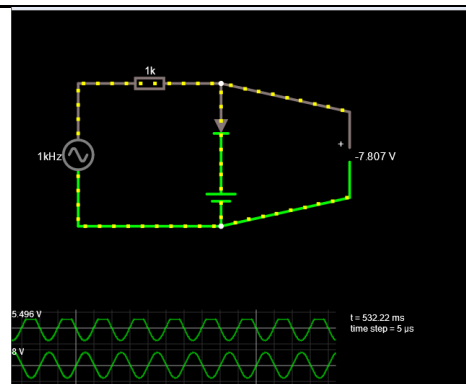 1k
1kHz
+
-7.807 V
5.496 V
t = 532.22 ms
time step = 5 µs
8 V